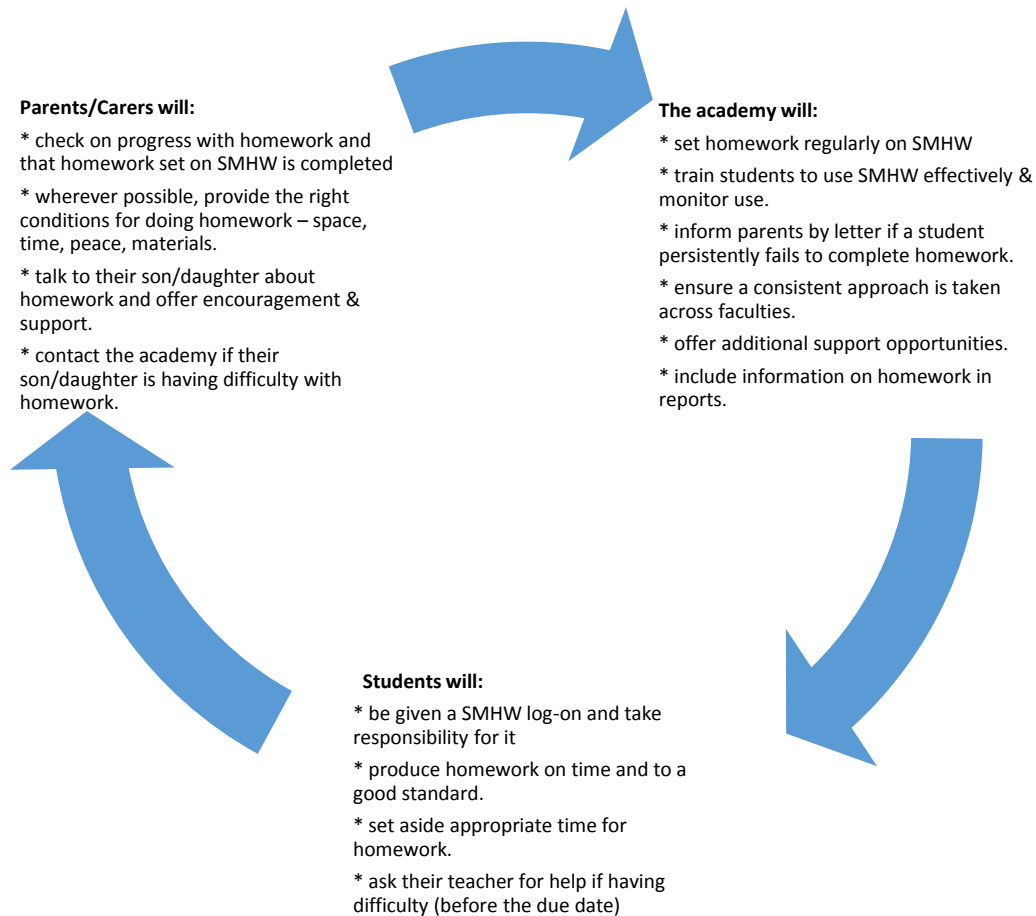 Parents/Carers will:
* check on progress with homework and
that homework set on SMHW is completed
* wherever possible, provide the right
conditions for doing homework – space,
time, peace, materials.
* talk to their son/daughter about
homework and offer encouragement &
support.
* contact the academy if their
son/daughter is having difficulty with
homework.
The academy will:
* set homework regularly on SMHW
* train students to use SMHW effectively &
monitor use.
* inform parents by letter if a student
persistently fails to complete homework.
* ensure a consistent approach is taken
across faculties.
* offer additional support opportunities.
* include information on homework in
reports.
Students will:
* be given a SMHW log-on and take
responsibility for it
* produce homework on time and to a
good standard.
* set aside appropriate time for
homework.
* ask their teacher for help if having
difficulty (before the due date)